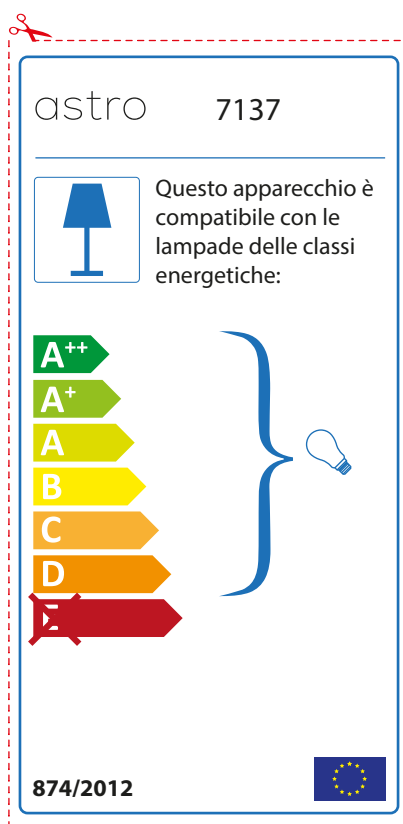 astro 7137
Questo apparecchio è
compatibile con le
lampade delle classi
energetiche:
A++
A+
A
B
C
D
E
874/2012